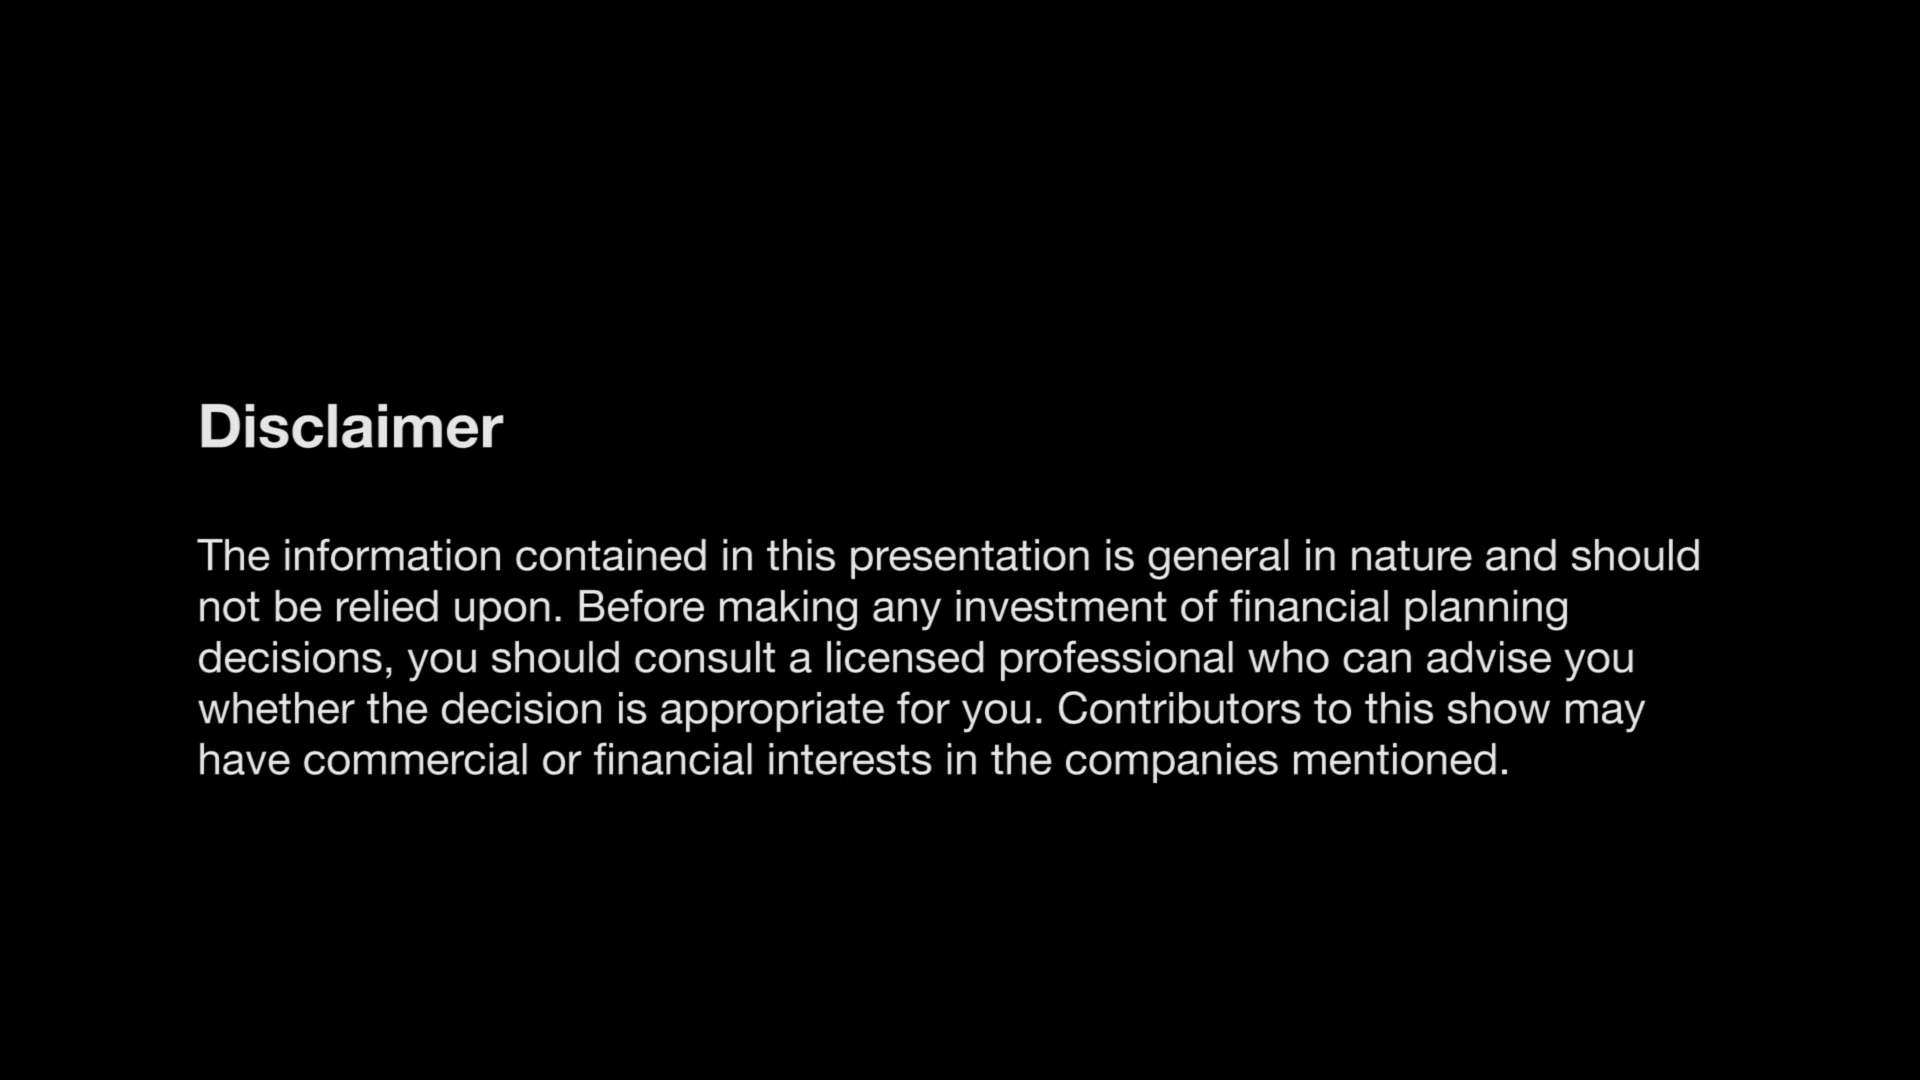 Disclaimer
The information contained in this presentation is general in nature and should
not be relied upon. Before making any investment of financial planning
decisions, you should consult a licensed professional who can advise you
whether the decision is appropriate for you. Contributors to this show may
have commercial or financial interests in the companies mentioned.